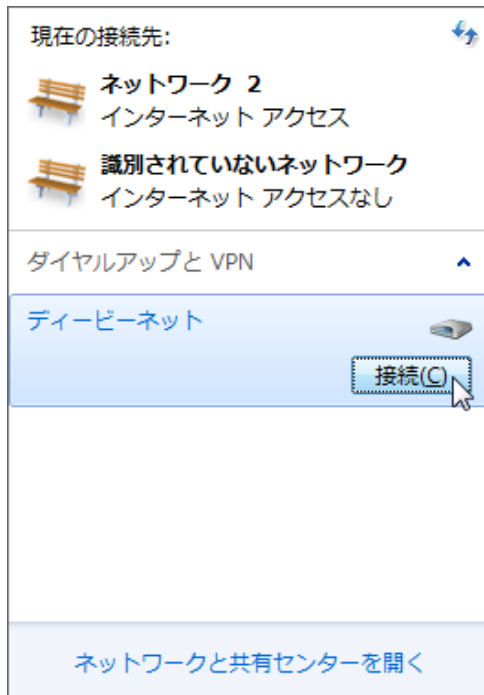 現在の接続先:
ネットワーク 2
インターネット アクセス
識別されていないネットワーク
インターネット アクセスなし
ダイヤルアップと VPN
ディービーネット
接続(C)
ネットワークと共有センターを開く